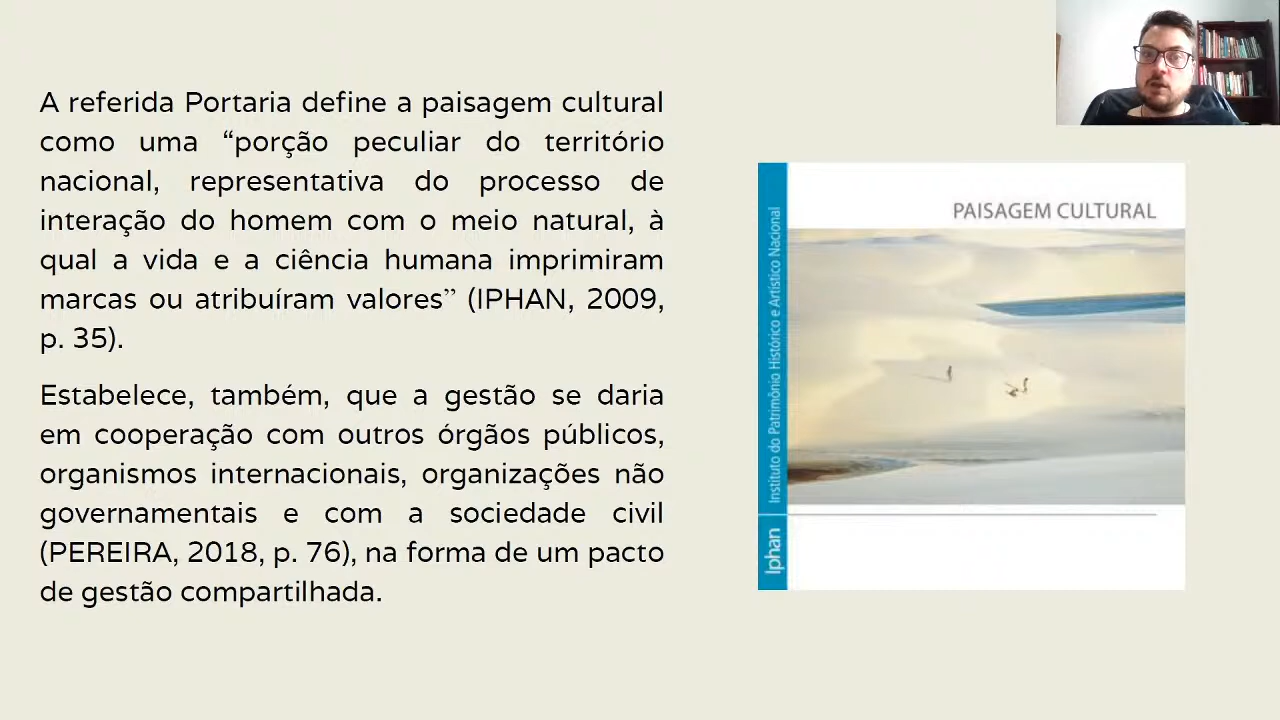 A referida Portaria define a paisagem cultural
como uma “porção peculiar do território
nacional, representativa do processo de
interação do homem com o meio natural, à
qual a vida e a ciência humana imprimiram
marcas ou atribuíram valores” (IPHAN, 2009,
p. 35).
Estabelece, também, que a gestão se daria
em cooperação com outros órgãos públicos,
organismos internacionais, organizações não
governamentais e com a sociedade civil
(PEREIRA, 2018, p. 76), na forma de um pacto
de gestão compartilhada.
PAISAGEM CULTURAL
Instituto do Patrimônio Histórico e Artístico Nacional
Iphan